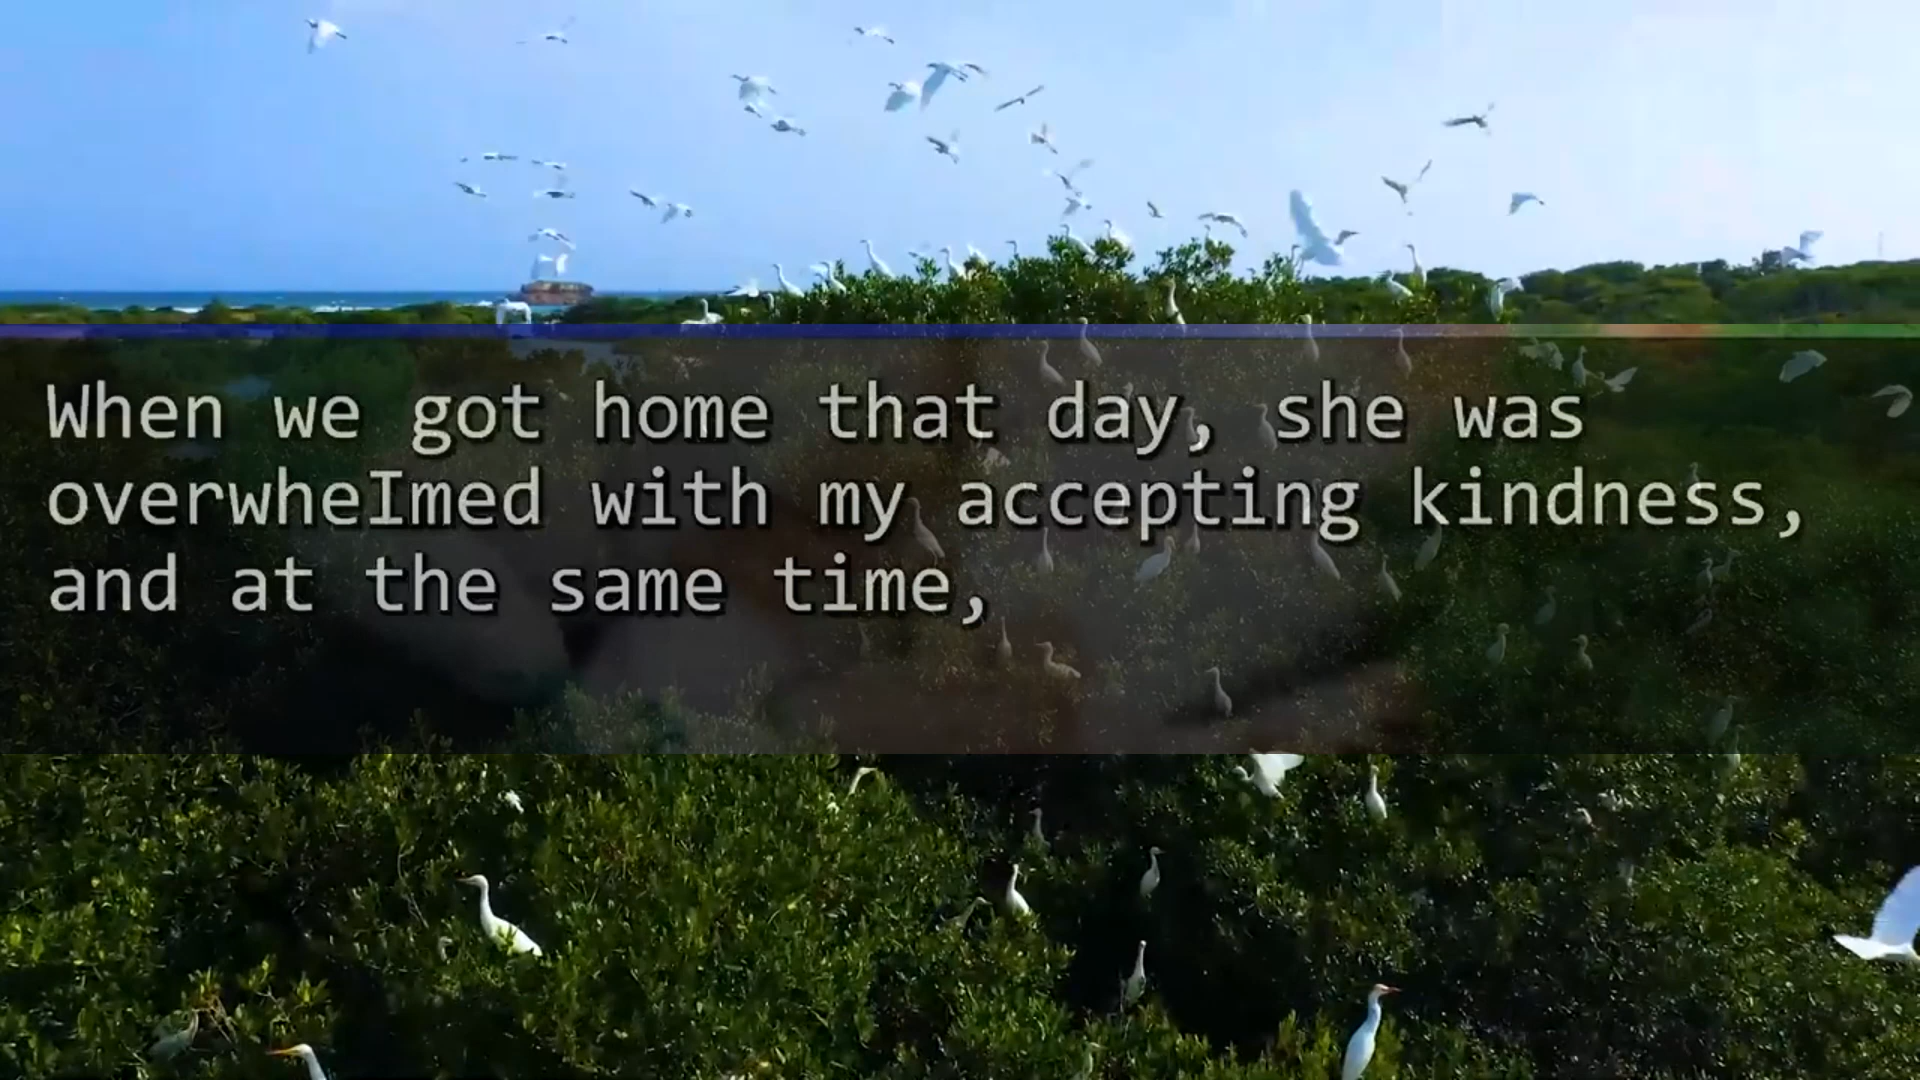 When we got home that day, she was
overwheImed with my accepting kindness,
and at the same time,